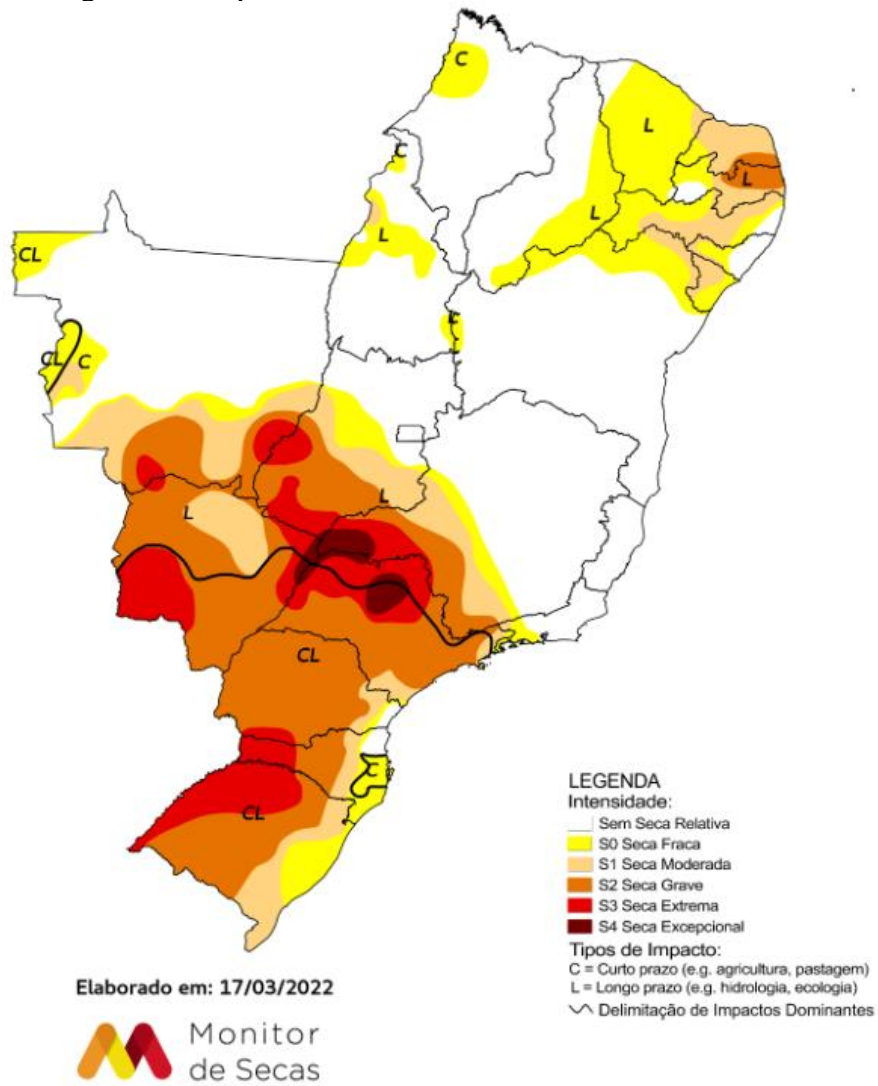 C
L
C
L
L
L
CL
L
CL
C
L
L
CL
C
CL
LEGENDA
Intensidade:
Sem Seca Relativa
S0 Seca Fraca
S1 Seca Moderada
S2 Seca Grave
S3 Seca Extrema
S4 Seca Excepcional
Tipos de Impacto:
C = Curto prazo (e.g. agricultura, pastagem)
L = Longo prazo (e.g. hidrologia, ecologia)
Delimitação de Impactos Dominantes
Elaborado em: 17/03/2022
Monitor
de Secas